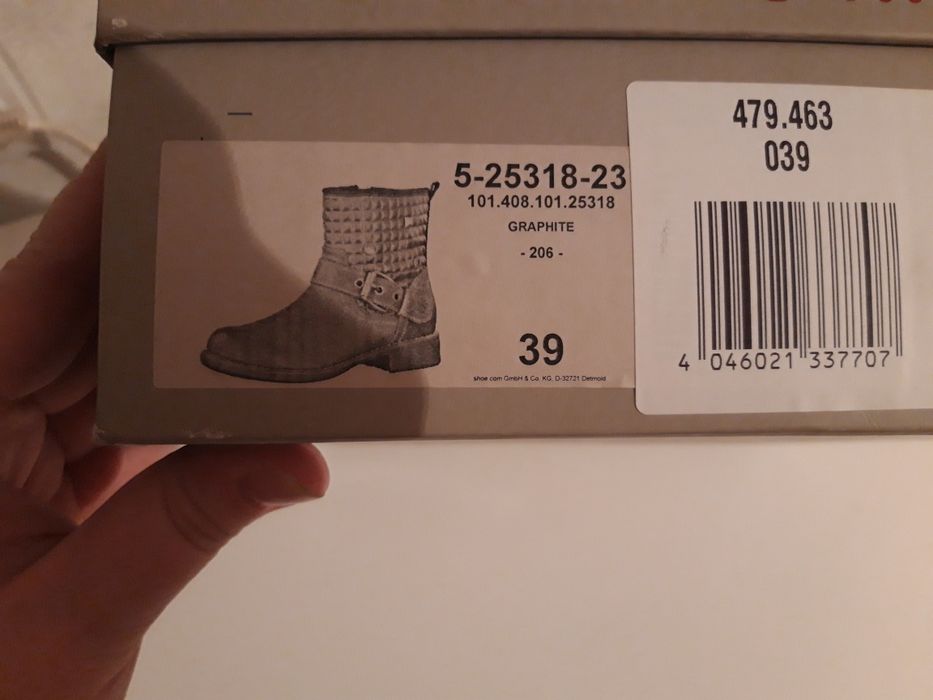 5-25318-23
101.408.101.25318
GRAPHITE
- 206 -
39
shoe com GmbH & Co. KG, D-32721 Detmold
479.463
039
4 046021 337707